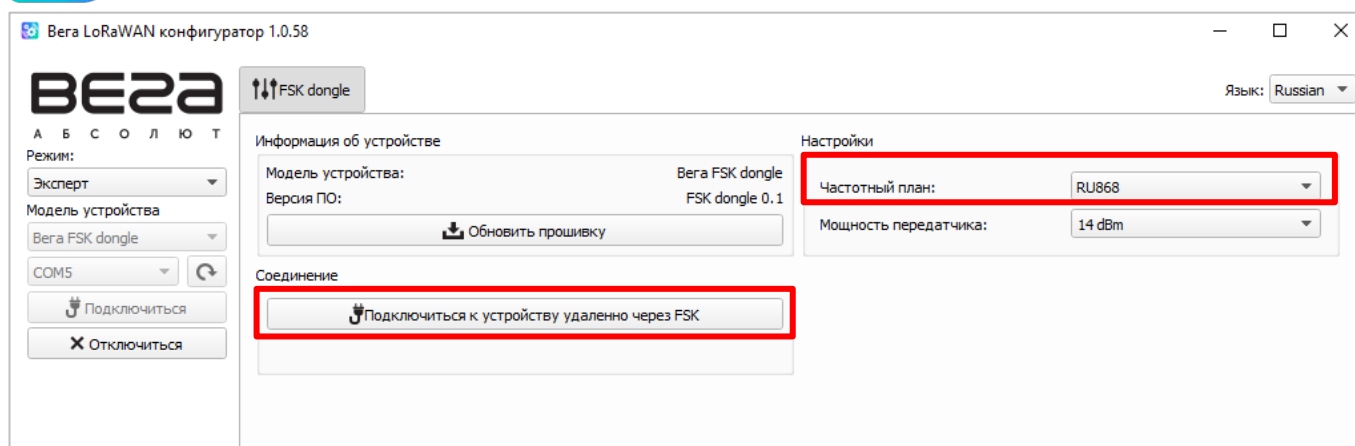 Вега LoRaWAN конфигуратор 1.0.58
ВЕГА
АБСОЛЮТ
Режим:
Эксперт
Модель устройства
Вега FSK dongle
COM5
Подключиться
Отключиться
FSK dongle
Язык: Russian
Информация об устройстве
Модель устройства: Вега FSK dongle
Версия ПО: FSK dongle 0.1
Обновить прошивку
Соединение
Подключиться к устройству удаленно через FSK
Настройки
Частотный план: RU868
Мощность передатчика: 14 dBm